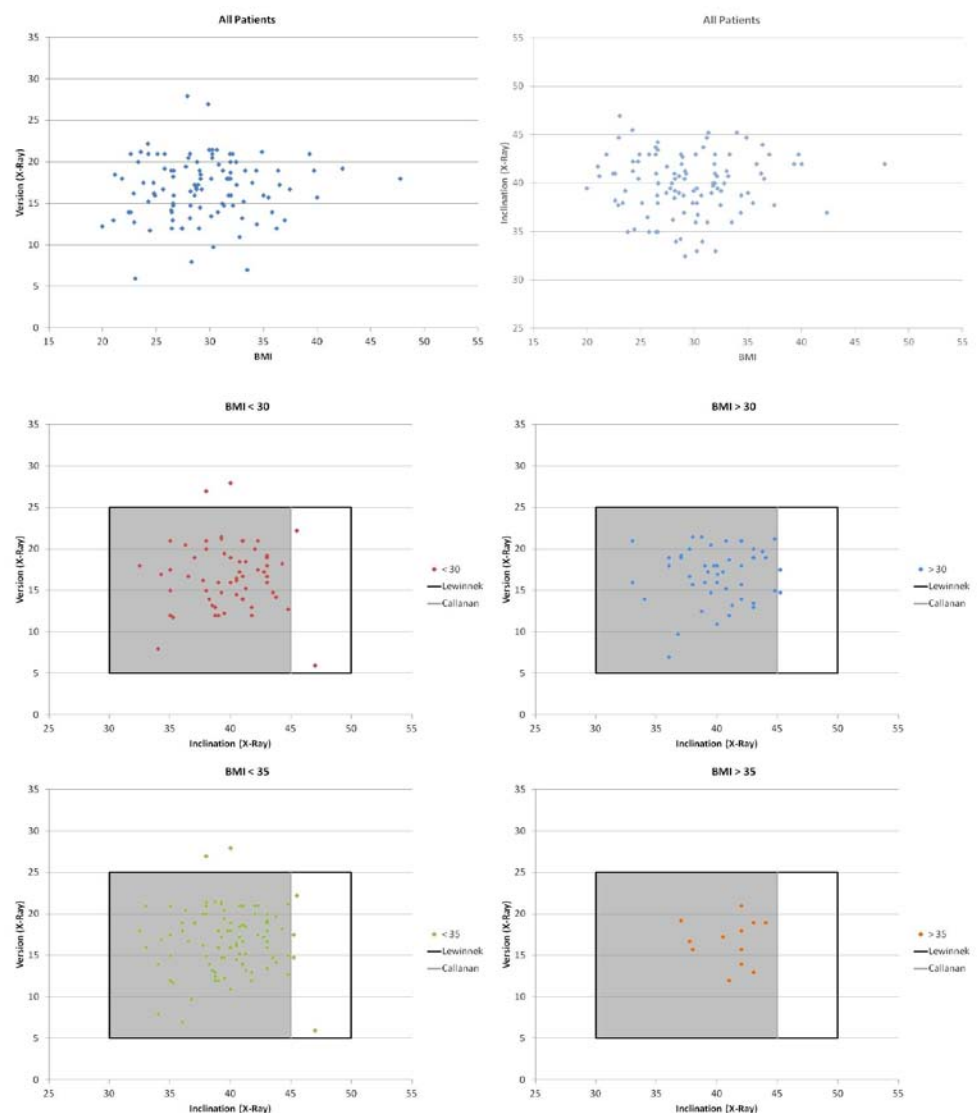 All Patients
35
30
25
20
15
10
5
0
Version (X-Ray)
15 20 25 30 35 40 45 50 55
BMI
All Patients
55
50
45
40
35
30
25
Inclination (X-Ray)
15 20 25 30 35 40 45 50 55
BMI
BMI < 30
35
30
25
20
15
10
5
0
Version (X-Ray)
25 30 35 40 45 50 55
Inclination (X-Ray)
< 30
Lewinnek
Callanan
BMI > 30
35
30
25
20
15
10
5
0
Version (X-Ray)
25 30 35 40 45 50 55
Inclination (X-Ray)
> 30
Lewinnek
Callanan
BMI < 35
35
30
25
20
15
10
5
0
Version (X-Ray)
25 30 35 40 45 50 55
Inclination (X-Ray)
< 35
Lewinnek
Callanan
BMI > 35
35
30
25
20
15
10
5
0
Version (X-Ray)
25 30 35 40 45 50 55
Inclination (X-Ray)
> 35
Lewinnek
Callanan